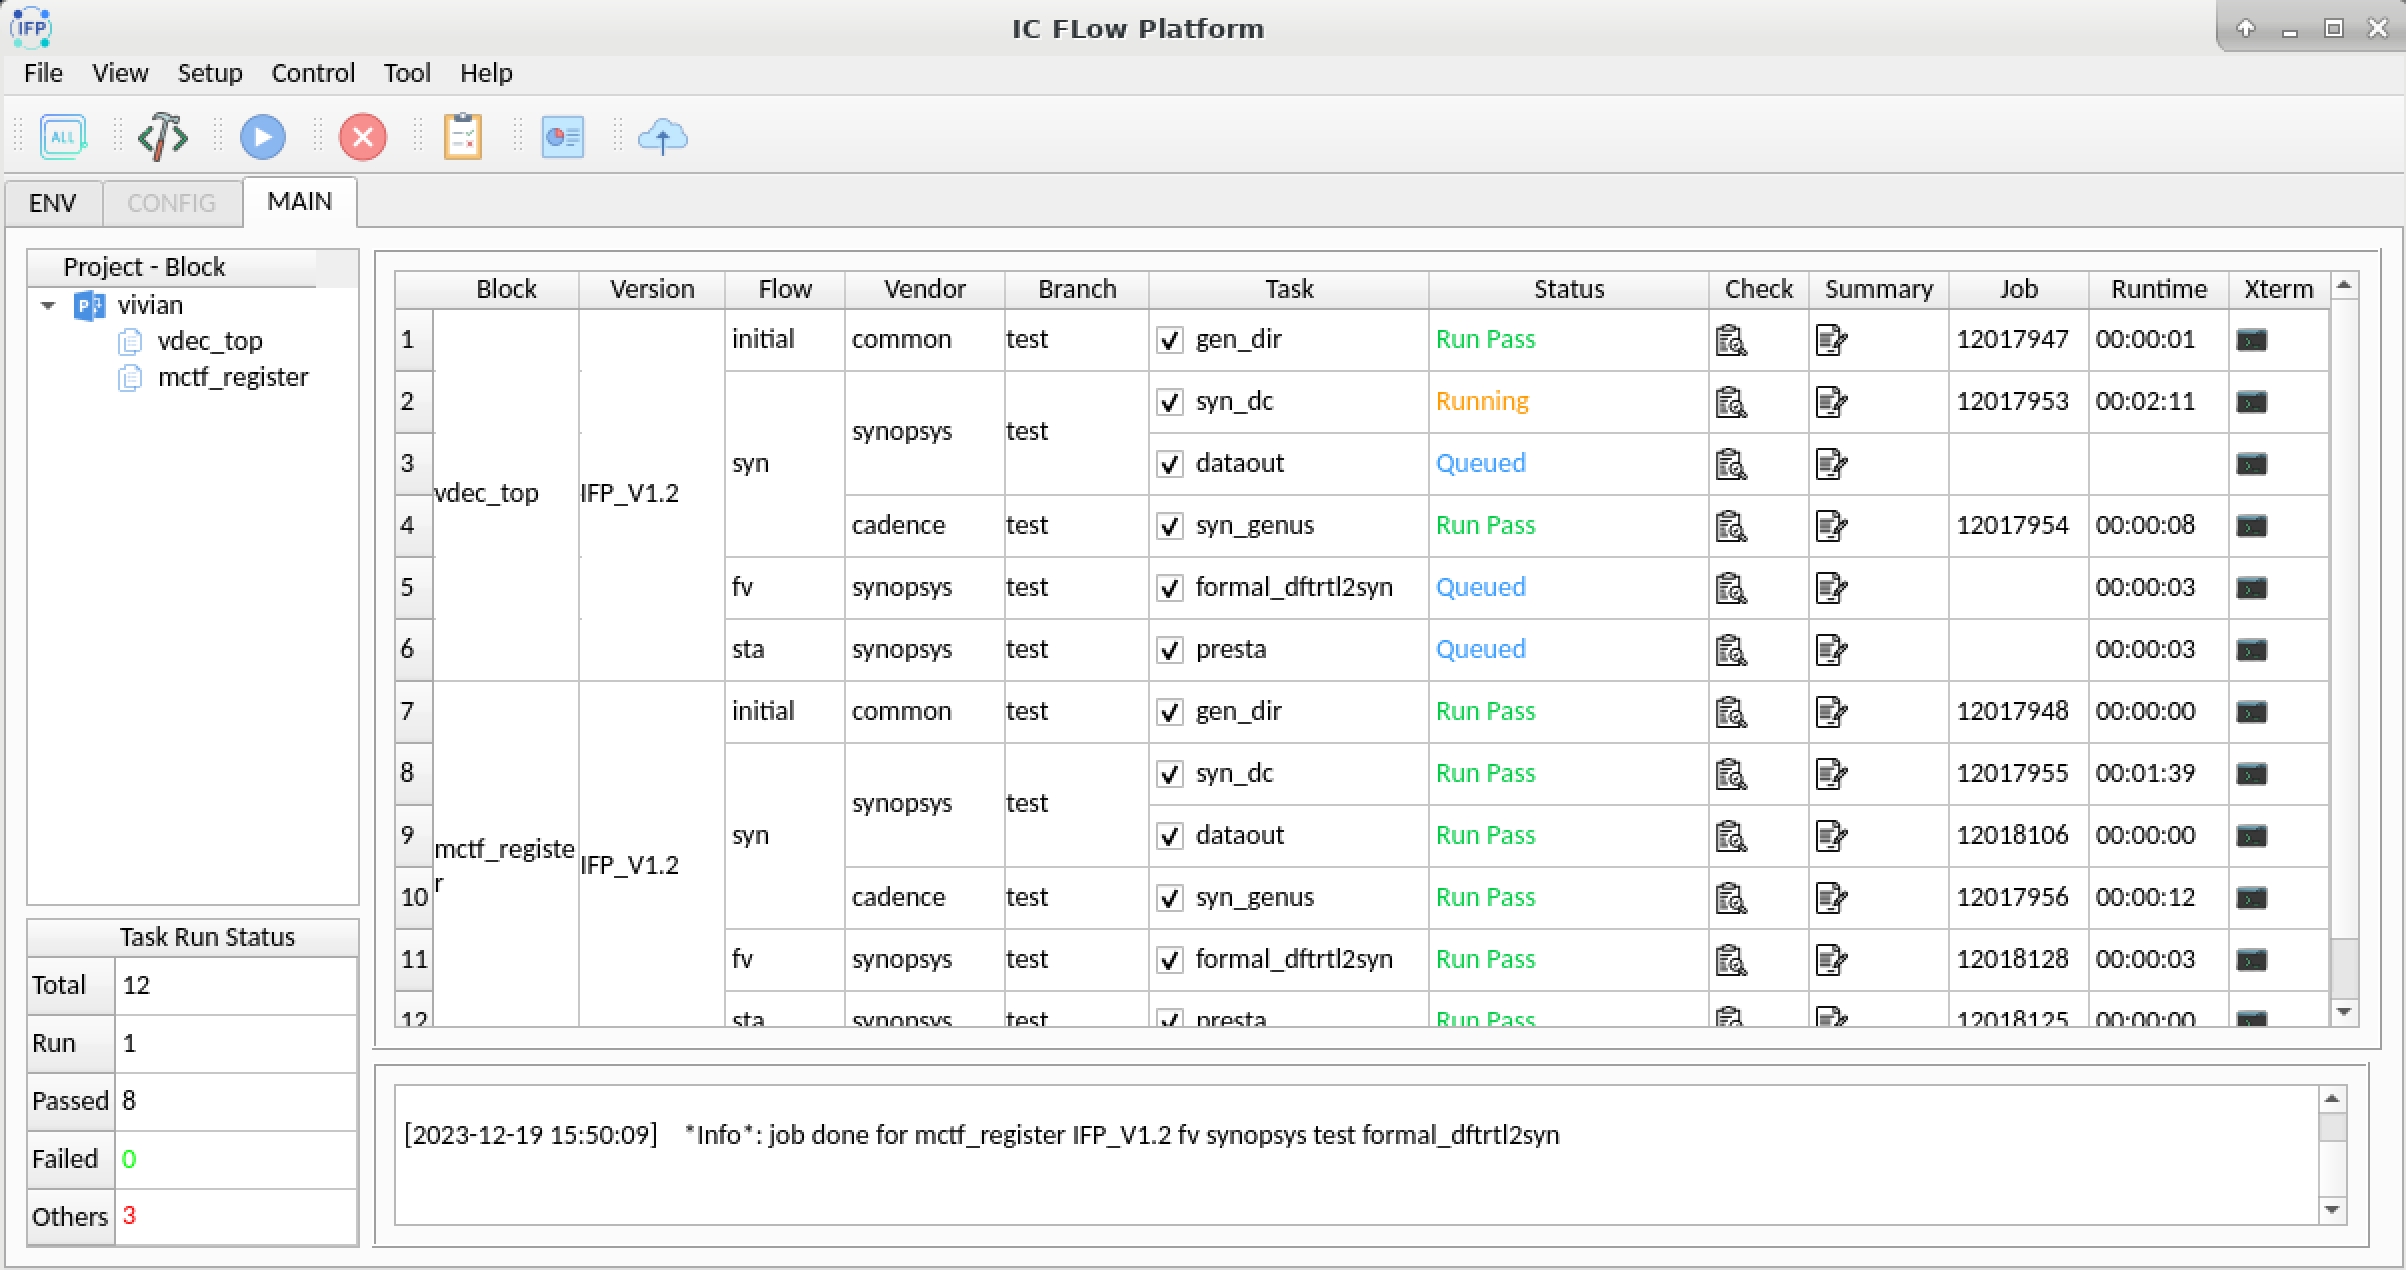 IFP
IC FLow Platform
File View Setup Control Tool Help
ALL
ENV CONFIG MAIN
Project - Block
vivian
vdec_top
mctf_register
Task Run Status
Total 12
Run 1
Passed 8
Failed 0
Others 3
Block Version Flow Vendor Branch Task Status Check Summary Job Runtime Xterm
vdec_top IFP_V1.2
1 initial common test gen_dir Run Pass 12017947 00:00:01
syn synopsys test
2 syn_dc Running 12017953 00:02:11
3 dataout Queued
4 cadence test syn_genus Run Pass 12017954 00:00:08
5 fv synopsys test formal_dftrtl2syn Queued 00:00:03
6 sta synopsys test presta Queued 00:00:03
mctf_registe
r
IFP_V1.2
7 initial common test gen_dir Run Pass 12017948 00:00:00
syn synopsys test
8 syn_dc Run Pass 12017955 00:01:39
9 dataout Run Pass 12018106 00:00:00
10 cadence test syn_genus Run Pass 12017956 00:00:12
11 fv synopsys test formal_dftrtl2syn Run Pass 12018128 00:00:03
12 sta synopsys test presta Run Pass 12018125 00:00:00
[2023-12-19 15:50:09] *Info*: job done for mctf_register IFP_V1.2 fv synopsys test formal_dftrtl2syn